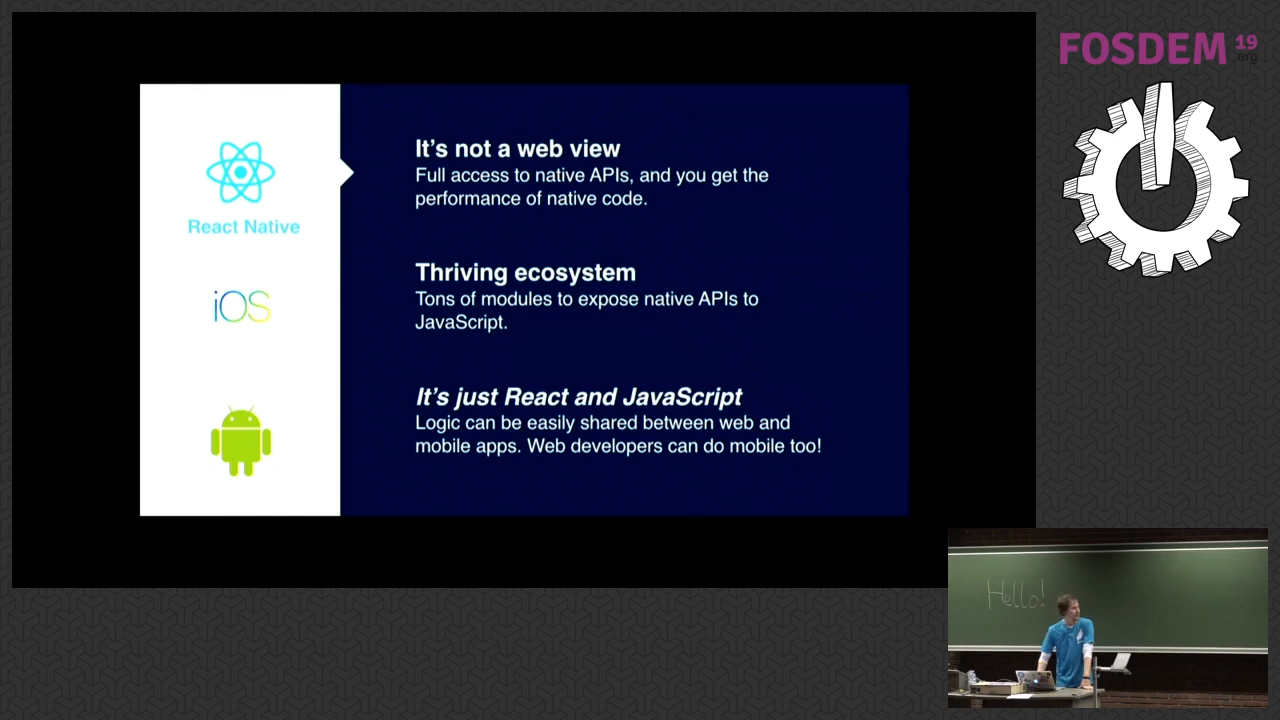 FOSDEM 19
.org
It's not a web view
Full access to native APIs, and you get the
performance of native code.
React Native
Thriving ecosystem
Tons of modules to expose native APIs to
JavaScript.
iOS
It's just React and JavaScript
Logic can be easily shared between web and
mobile apps. Web developers can do mobile too!
Hello!